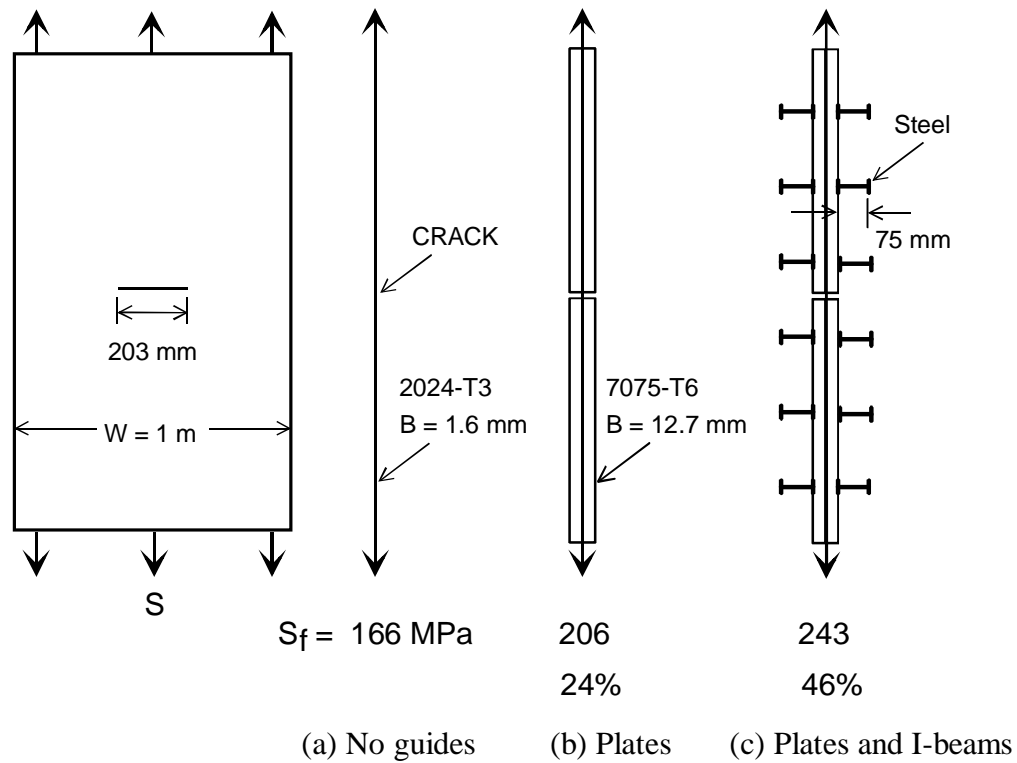 Steel
CRACK
75 mm
203 mm
2024-T3
B = 1.6 mm
7075-T6
B = 12.7 mm
W = 1 m
S
Sf = 166 MPa
206
243
24%
46%
(a) No guides
(b) Plates
(c) Plates and I-beams